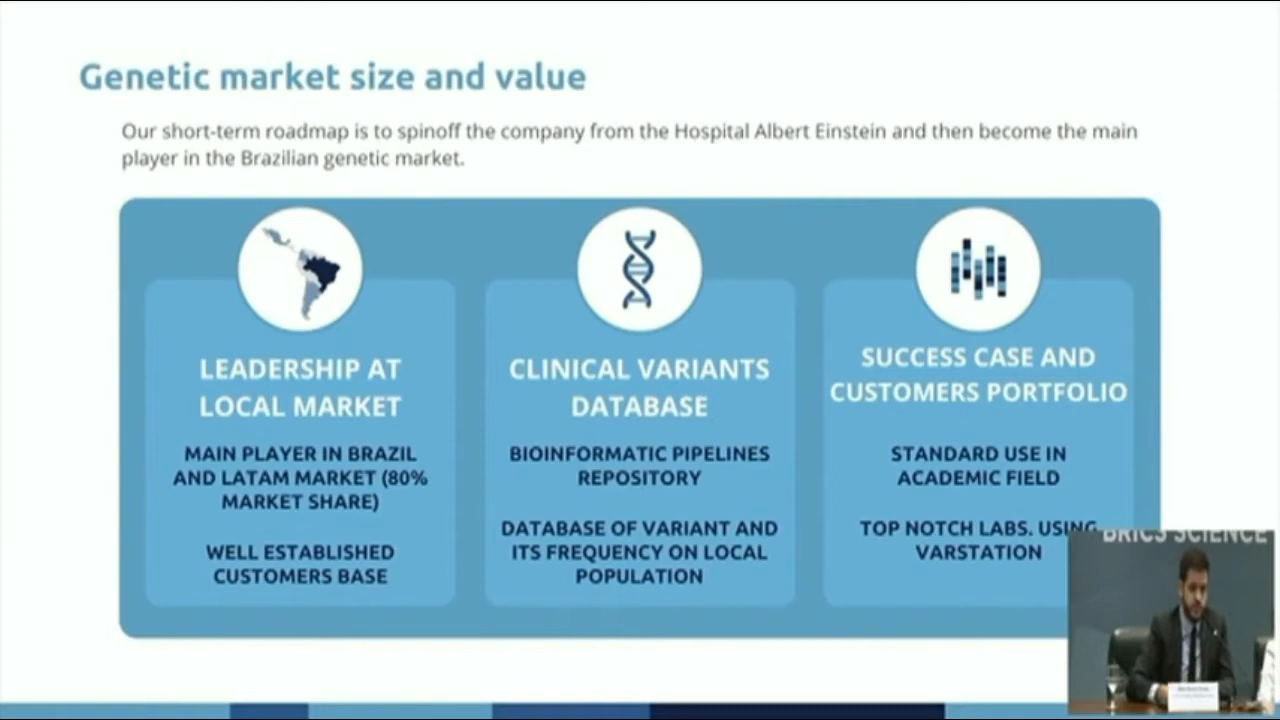 Genetic market size and value
Our short-term roadmap is to spinoff the company from the Hospital Albert Einstein and then become the main
player in the Brazilian genetic market.
LEADERSHIP AT
LOCAL MARKET
MAIN PLAYER IN BRAZIL
AND LATAM MARKET (80%
MARKET SHARE)
WELL ESTABLISHED
CUSTOMERS BASE
CLINICAL VARIANTS
DATABASE
BIOINFORMATIC PIPELINES
REPOSITORY
DATABASE OF VARIANT AND
ITS FREQUENCY ON LOCAL
POPULATION
SUCCESS CASE AND
CUSTOMERS PORTFOLIO
STANDARD USE IN
ACADEMIC FIELD
TOP NOTCH LABS. USING
VARSTATION
BRICS SCIENCE